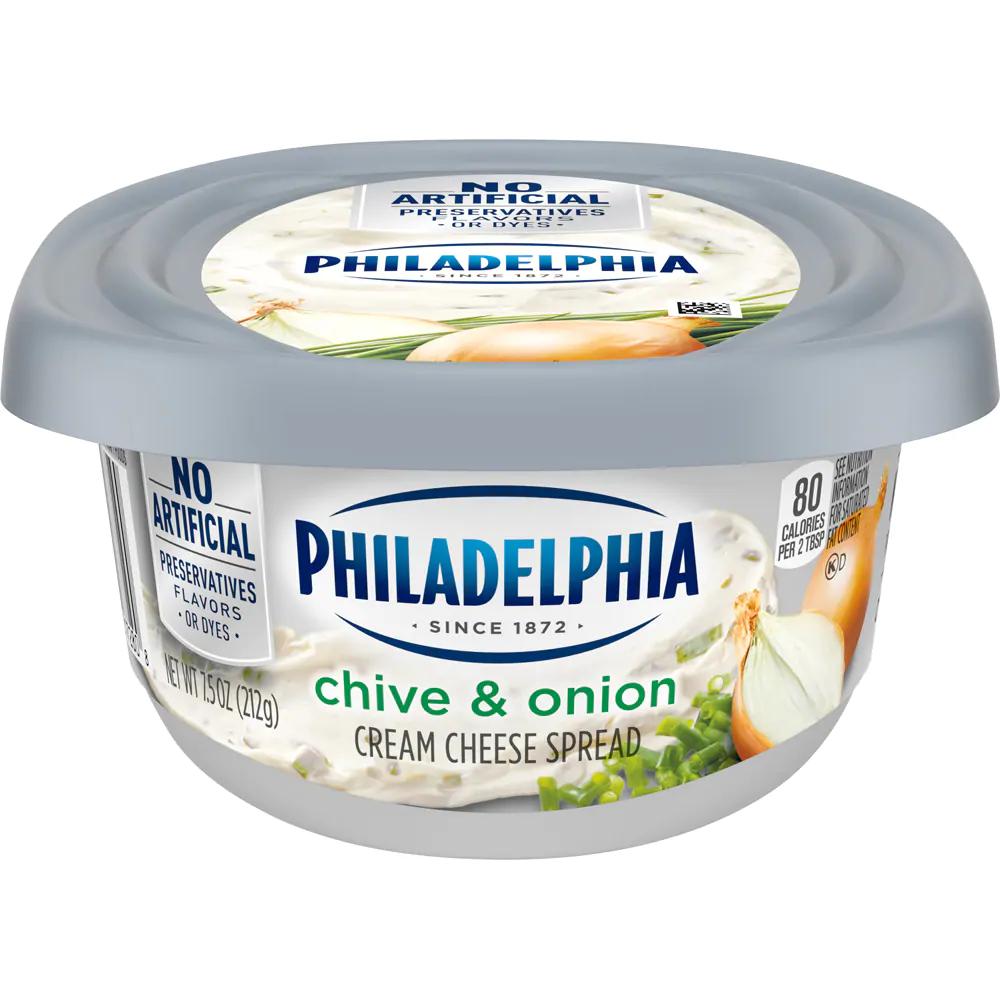 NO
ARTIFICIAL
PRESERVATIVES
FLAVORS
• OR DYES •
PHILADELPHIA
• SINCE 1872 •
NO
ARTIFICIAL
PRESERVATIVES
FLAVORS
• OR DYES •
NET WT 7.5 OZ (212g)
PHILADELPHIA
• SINCE 1872 •
chive & onion
CREAM CHEESE SPREAD
80
CALORIES
PER 2 TBSP
SEE NUTRITION
INFORMATION
FOR SATURATED
FAT CONTENT
K D